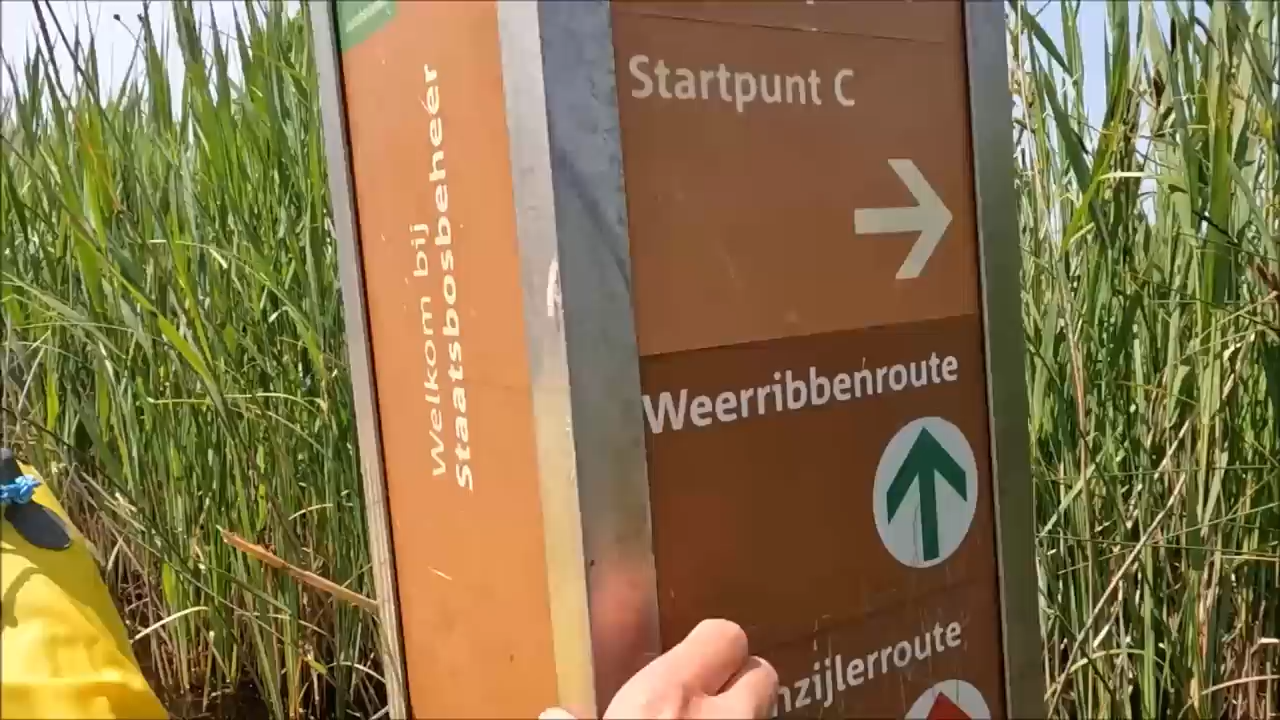 Welkom bij
Staatsbosbeheer
Startpunt C
Weerribbenroute